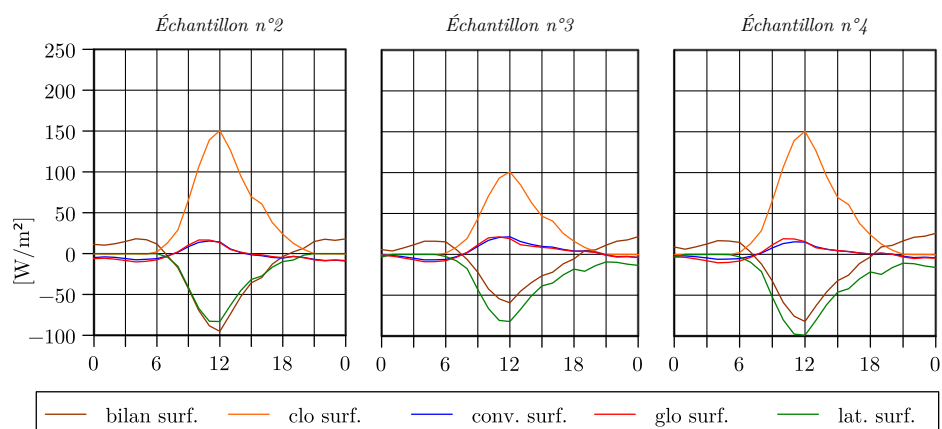 Échantillon n°2 Échantillon n°3 Échantillon n°4
250
200
150
100
50
0
−50
−100
[W/m²]
0 6 12 18 0 0 6 12 18 0 0 6 12 18 0
bilan surf. clo surf. conv. surf. glo surf. lat. surf.